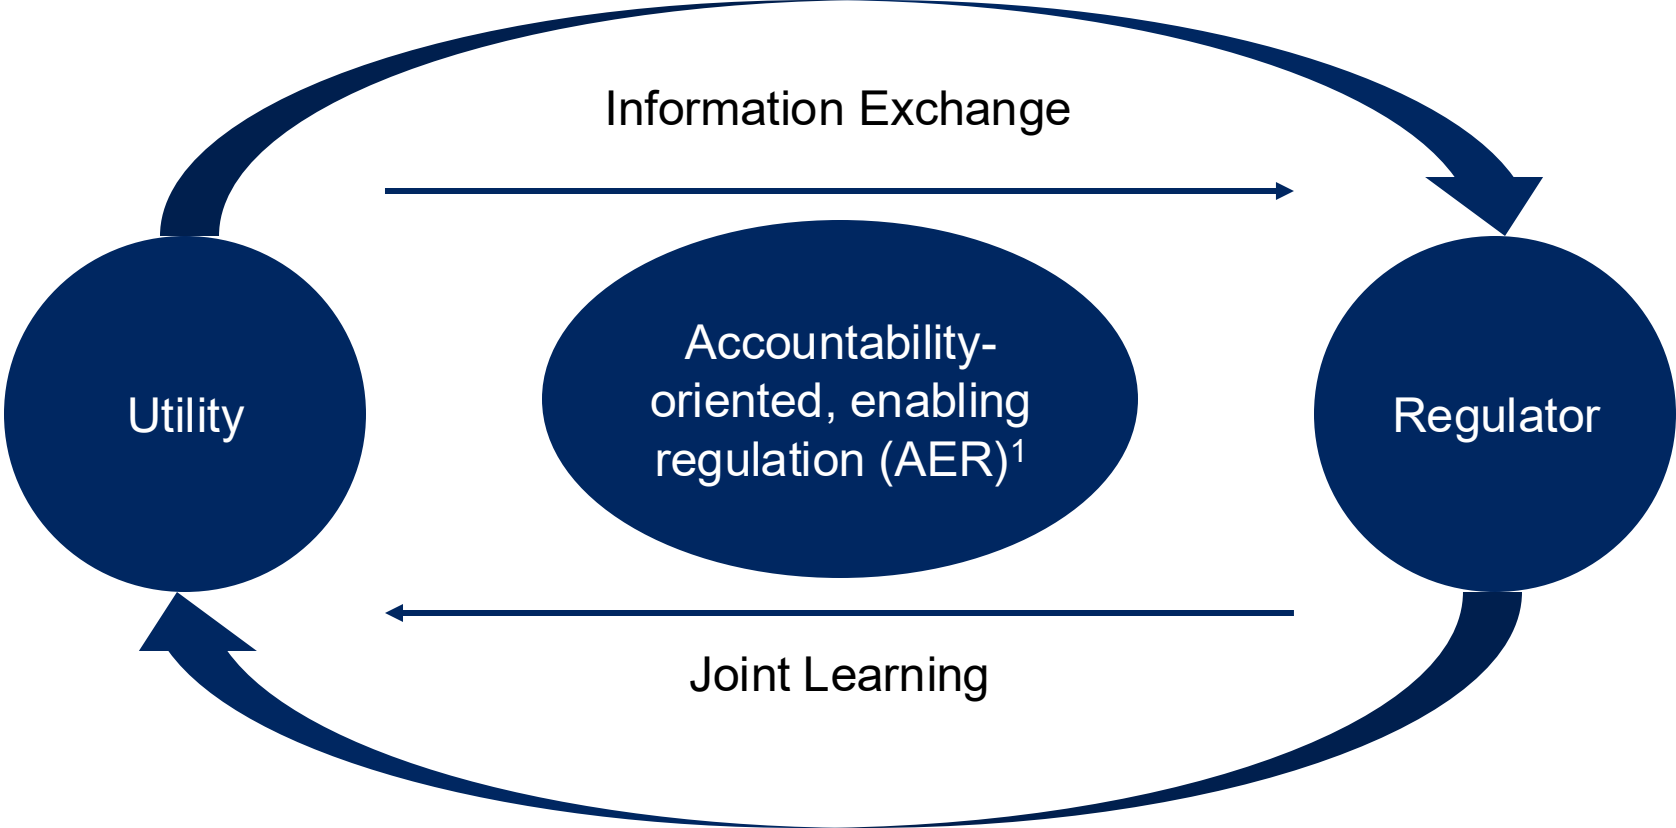 Information Exchange
Accountability-
oriented, enabling
regulation (AER)¹
Utility
Regulator
Joint Learning